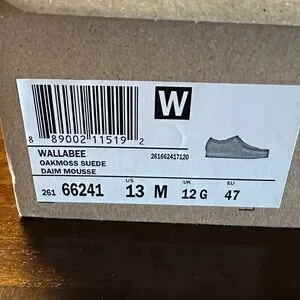 W
8 89002 11519 2
WALLABEE
OAKMOSS SUEDE
DAIM MOUSSE
261662417120
261 66241 US 13 M UK 12 G EU 47